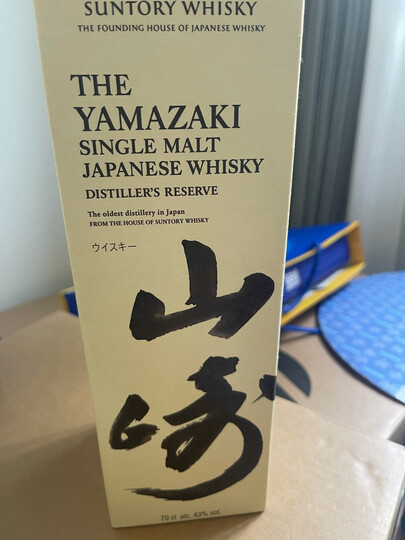 SUNTORY WHISKY
THE FOUNDING HOUSE OF JAPANESE WHISKY
THE
YAMAZAKI
SINGLE MALT
JAPANESE WHISKY
DISTILLER'S RESERVE
The oldest distillery in Japan
FROM THE HOUSE OF SUNTORY WHISKY
ウイスキー
山
崎
70 cl alc. 43% vol.